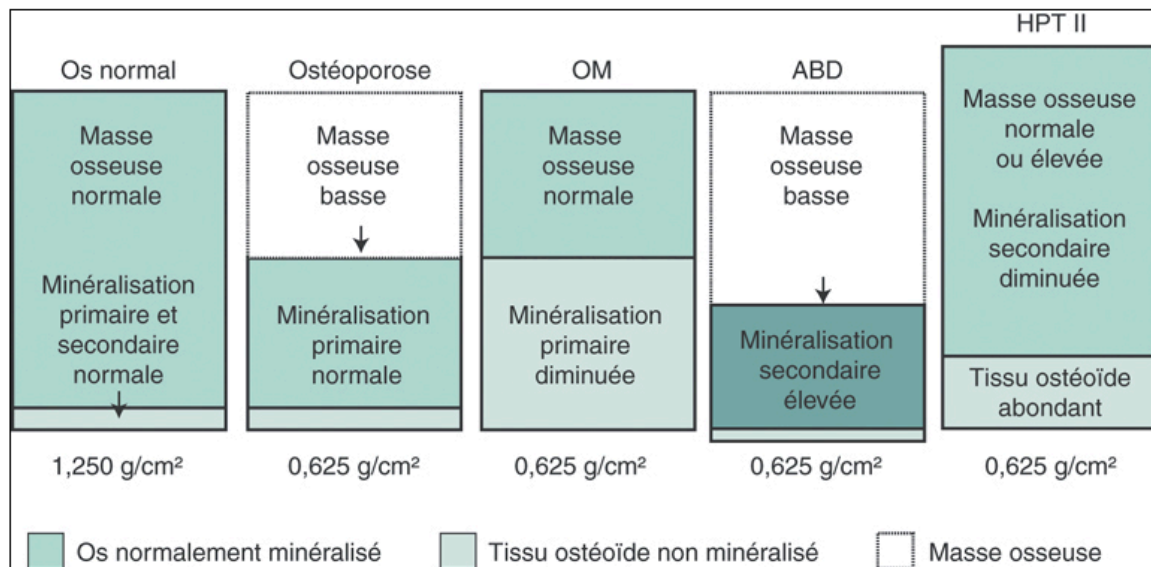 Os normal
Masse
osseuse
normale
Minéralisation
primaire et
secondaire
normale
1,250 g/cm²
Ostéoporose
Masse
osseuse
basse
Minéralisation
primaire
normale
0,625 g/cm²
OM
Masse
osseuse
normale
Minéralisation
primaire
diminuée
0,625 g/cm²
ABD
Masse
osseuse
basse
Minéralisation
secondaire
élevée
0,625 g/cm²
HPT II
Masse osseuse
normale
ou élevée
Minéralisation
secondaire
diminuée
Tissu ostéoïde
abondant
0,625 g/cm²
Os normalement minéralisé
Tissu ostéoïde non minéralisé
Masse osseuse